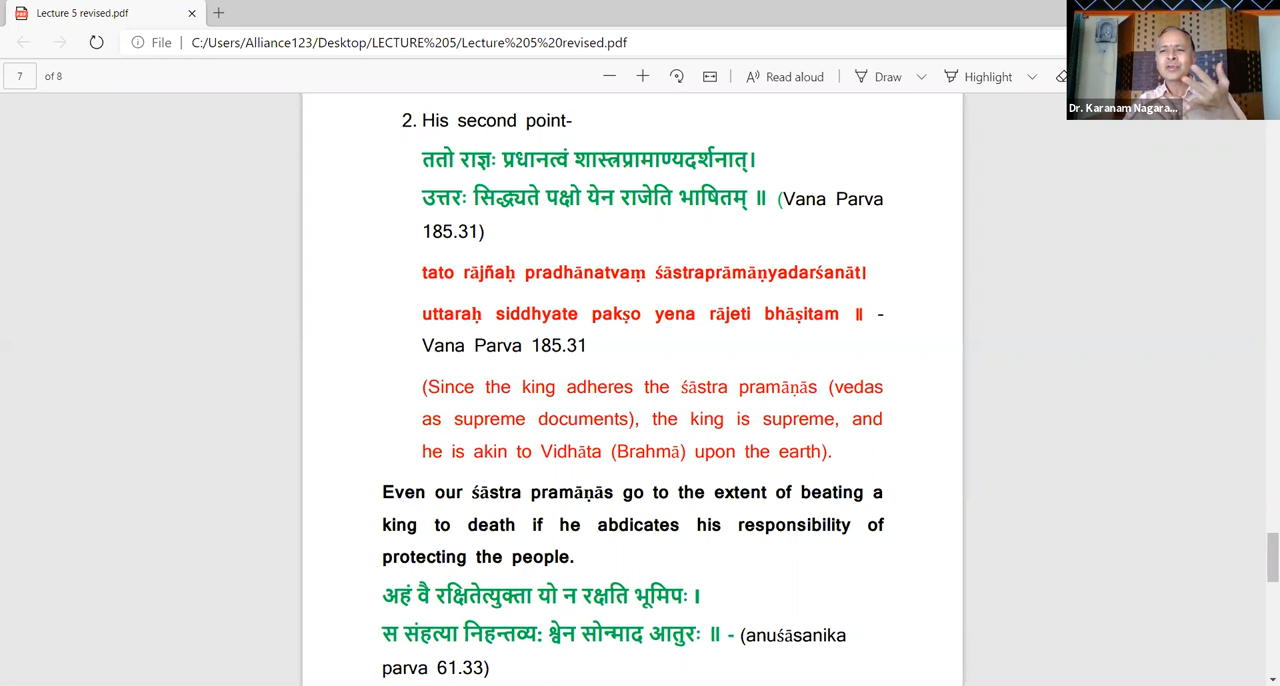 Lecture 5 revised.pdf
File | C:/Users/Alliance123/Desktop/LECTURE%205/Lecture%205%20revised.pdf
7 of 8
Read aloud
Draw
Highlight
Dr. Karanam Nagara...
2. His second point-
ततो राज्ञः प्रधानत्वं शास्त्रप्रामाण्यदर्शनात्।
उत्तरः सिद्ध्यते पक्षो येन राजेति भाषितम् ॥ (Vana Parva
185.31)
tato rājñaḥ pradhānatvaṃ śāstraprāmāṇyadarśanāt।
uttaraḥ siddhyate pakṣo yena rājeti bhāṣitam ॥ -
Vana Parva 185.31
(Since the king adheres the śāstra pramāṇās (vedas
as supreme documents), the king is supreme, and
he is akin to Vidhāta (Brahmā) upon the earth).
Even our śāstra pramāṇās go to the extent of beating a
king to death if he abdicates his responsibility of
protecting the people.
अहं वै रक्षितेत्युक्ता यो न रक्षति भूमिपः ।
स संहत्या निहन्तव्य: श्वेन सोन्माद आतुरः ॥ - (anuśāsanika
parva 61.33)